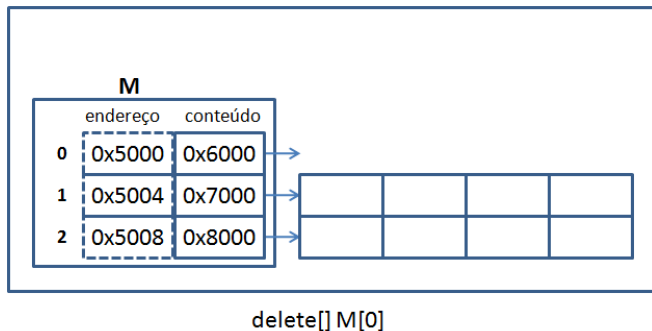 M
endereço conteúdo
0 0x5000 0x6000
1 0x5004 0x7000
2 0x5008 0x8000
delete[] M[0]